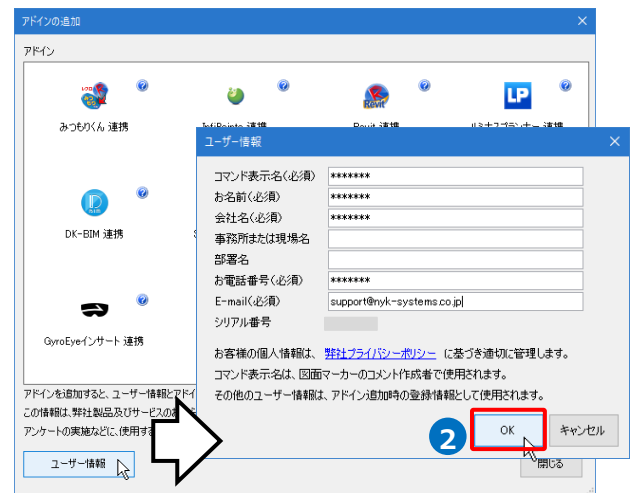 アドインの追加
アドイン
レブロ
みつもりくん 連携
Revit
Revit 連携
LP
ユーザー情報
コマンド表示名(必須) *******
お名前(必須) *******
会社名(必須) *******
事務所または現場名
部署名
お電話番号(必須) *******
E-mail(必須) support@nyk-systems.co.jp
シリアル番号
お客様の個人情報は、 弊社プライバシーポリシー に基づき適切に管理します。
コマンド表示名は、図面マーカーのコメント作成者で使用されます。
その他のユーザー情報は、アドイン追加時の登録情報として使用されます。
2
OK
キャンセル
D
DK-BIM 連携
GyroEyeインサート 連携
アドインを追加すると、ユーザー情報とアドイ
この情報は、弊社製品及びサービスの
アンケートの実施などに、使用す
ユーザー情報
閉じる